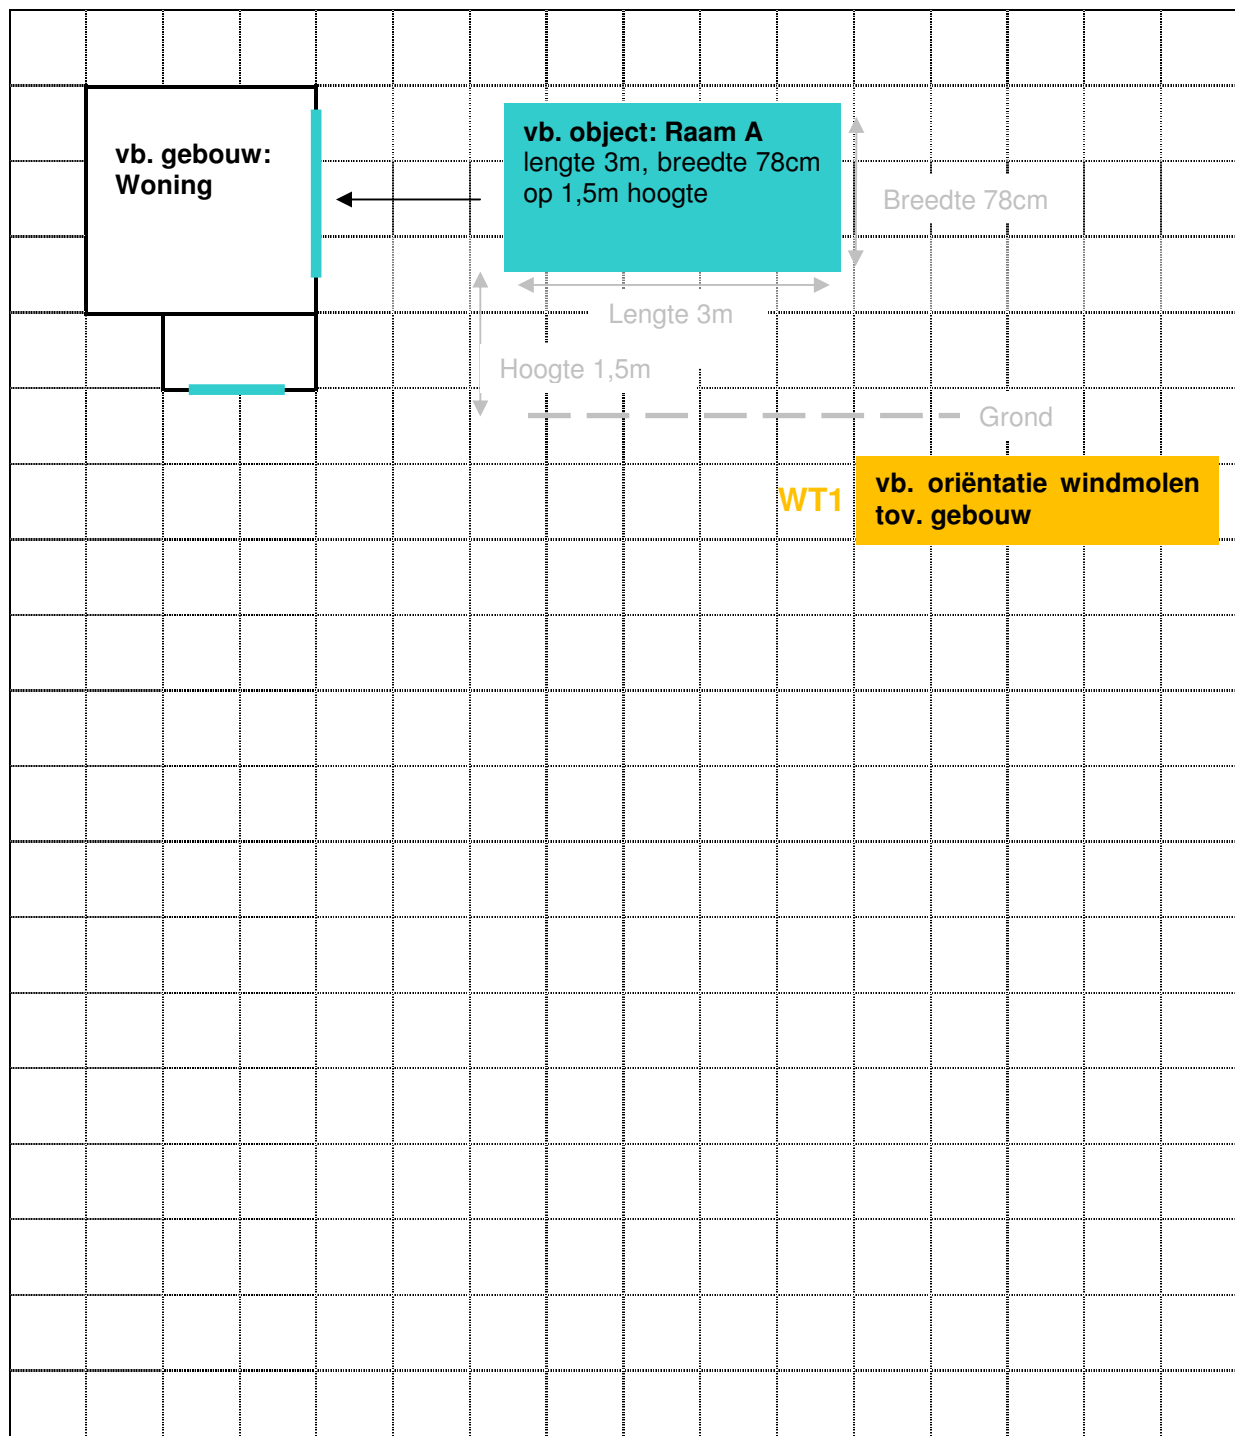 vb. gebouw:
Woning
vb. object: Raam A
lengte 3m, breedte 78cm
op 1,5m hoogte
Breedte 78cm
Lengte 3m
Hoogte 1,5m
Grond
WT1
vb. oriëntatie windmolen
tov. gebouw